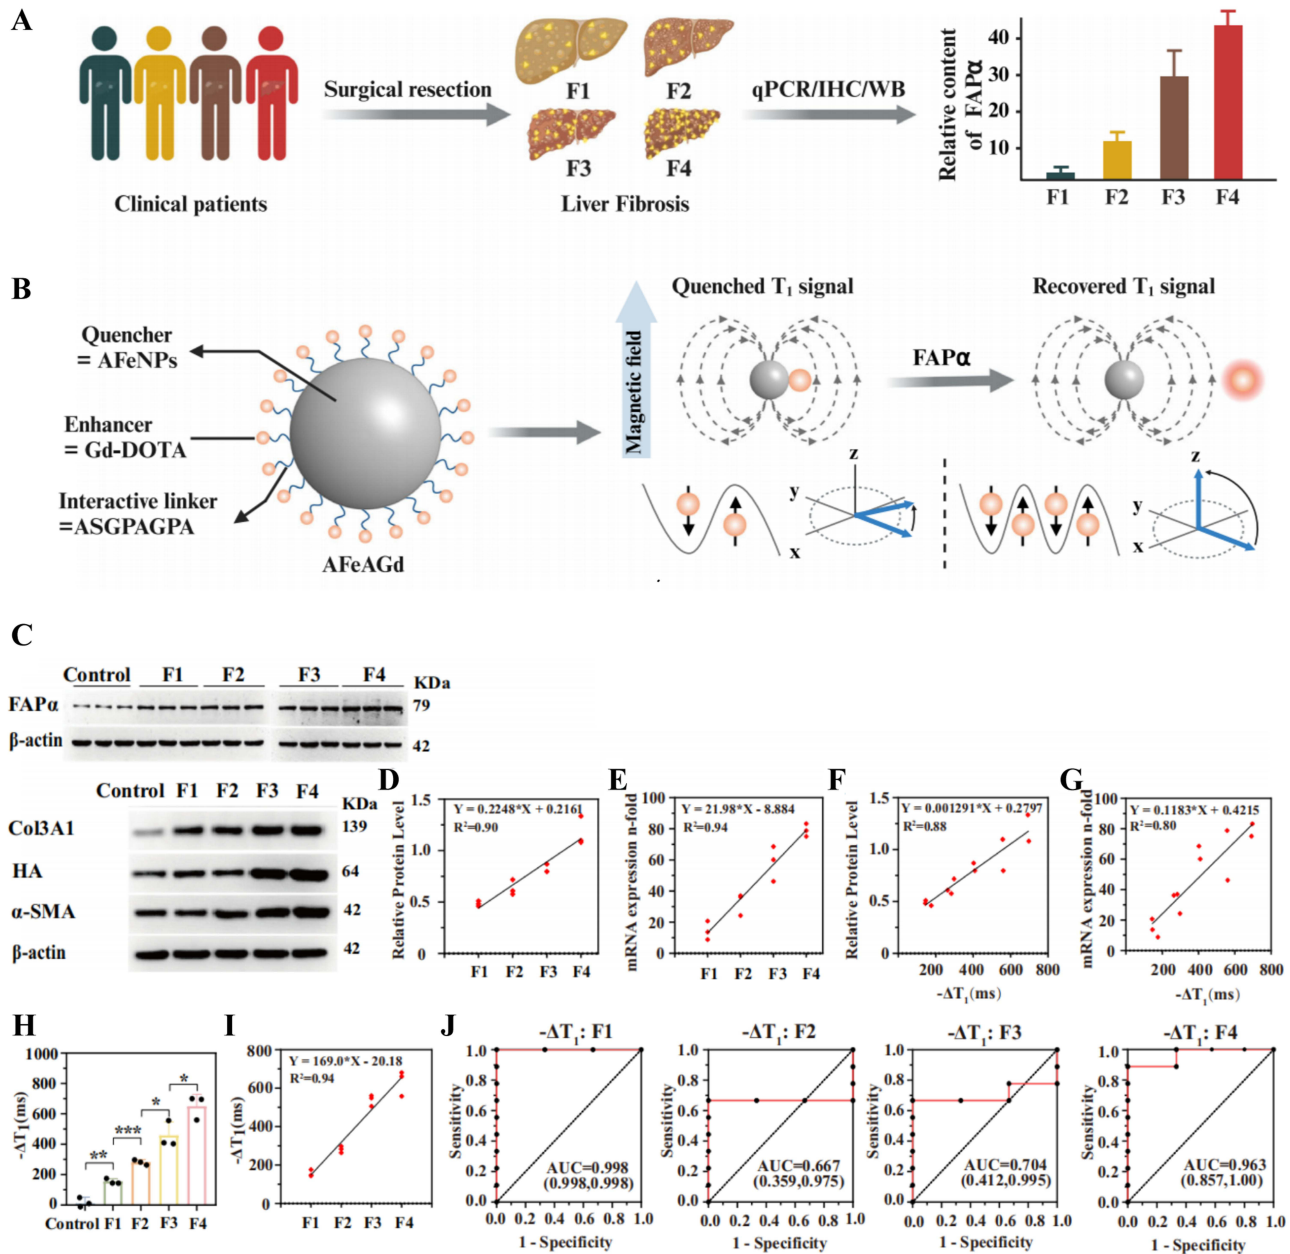 A
Surgical resection
F1
F2
F3
F4
qPCR/IHC/WB
Clinical patients
Liver Fibrosis
Relative content
of FAPα
40
30
20
10
F1
F2
F3
F4
B
Quencher
= AFeNPs
Enhancer
= Gd-DOTA
Interactive linker
=ASGPAGPA
AFeAGd
Magnetic field
Quenched T1 signal
FAPα
Recovered T1 signal
z
y
x
z
y
x
C
Control F1 F2 F3 F4
KDa
FAPα 79
β-actin 42
Control F1 F2 F3 F4
KDa
Col3A1 139
HA 64
α-SMA 42
β-actin 42
D
Relative Protein Level
Y = 0.2248*X + 0.2161
R²=0.90
1.5
1.0
0.5
0
F1 F2 F3 F4
E
mRNA expression n-fold
Y = 21.98*X - 8.884
R²=0.94
100
80
60
40
20
0
F1 F2 F3 F4
F
Relative Protein Level
Y = 0.001291*X + 0.2797
R²=0.88
1.5
1.0
0.5
0
200 400 600 800
-ΔT1(ms)
G
mRNA expression n-fold
Y = 0.1183*X + 0.4215
R²=0.80
100
80
60
40
20
0
200 400 600 800
-ΔT1(ms)
H
-ΔT1(ms)
1000
800
600
400
200
0
** *** * *
Control F1 F2 F3 F4
I
-ΔT1(ms)
Y = 169.0*X - 20.18
R²=0.94
800
600
400
200
0
F1 F2 F3 F4
J
-ΔT1: F1
Sensitivity
1.0
0.8
0.6
0.4
0.2
0.0
AUC=0.998
(0.998,0.998)
0.0 0.2 0.4 0.6 0.8 1.0
1 - Specificity
-ΔT1: F2
Sensitivity
1.0
0.8
0.6
0.4
0.2
0.0
AUC=0.667
(0.359,0.975)
0.0 0.2 0.4 0.6 0.8 1.0
1 - Specificity
-ΔT1: F3
Sensitivity
1.0
0.8
0.6
0.4
0.2
0.0
AUC=0.704
(0.412,0.995)
0.0 0.2 0.4 0.6 0.8 1.0
1 - Specificity
-ΔT1: F4
Sensitivity
1.0
0.8
0.6
0.4
0.2
0.0
AUC=0.963
(0.857,1.00)
0.0 0.2 0.4 0.6 0.8 1.0
1 - Specificity